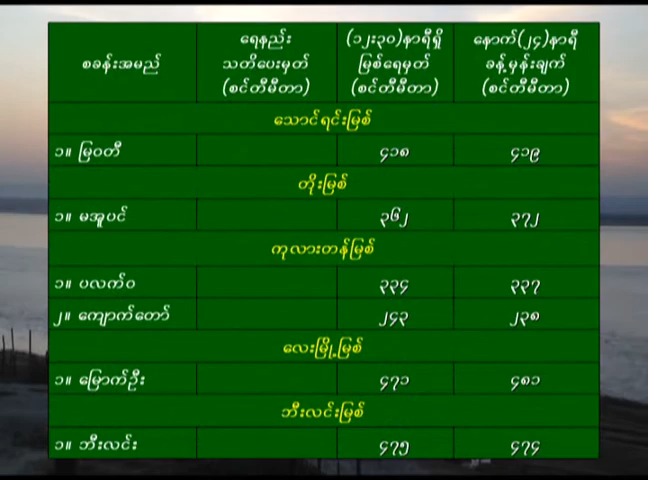 စခန်းအမည်
ရေနည်း
သတိပေးမှတ်
(စင်တီမီတာ)
(၁၂း၃၀)နာရီရှိ
မြစ်ရေမှတ်
(စင်တီမီတာ)
နောက်(၂၄)နာရီ
ခန့်မှန်းချက်
(စင်တီမီတာ)
သောင်ရင်းမြစ်
၁။ မြဝတီ ၄၁၈ ၄၁၉
တိုးမြစ်
၁။ မအူပင် ၃၆၂ ၃၇၂
ကုလားတန်မြစ်
၁။ ပလက်ဝ ၃၃၄ ၃၃၇
၂။ ကျောက်တော် ၂၄၃ ၂၃၈
လေးမြို့မြစ်
၁။ မြောက်ဦး ၄၇၁ ၄၈၁
ဘီးလင်းမြစ်
၁။ ဘီးလင်း ၄၇၅ ၄၇၄